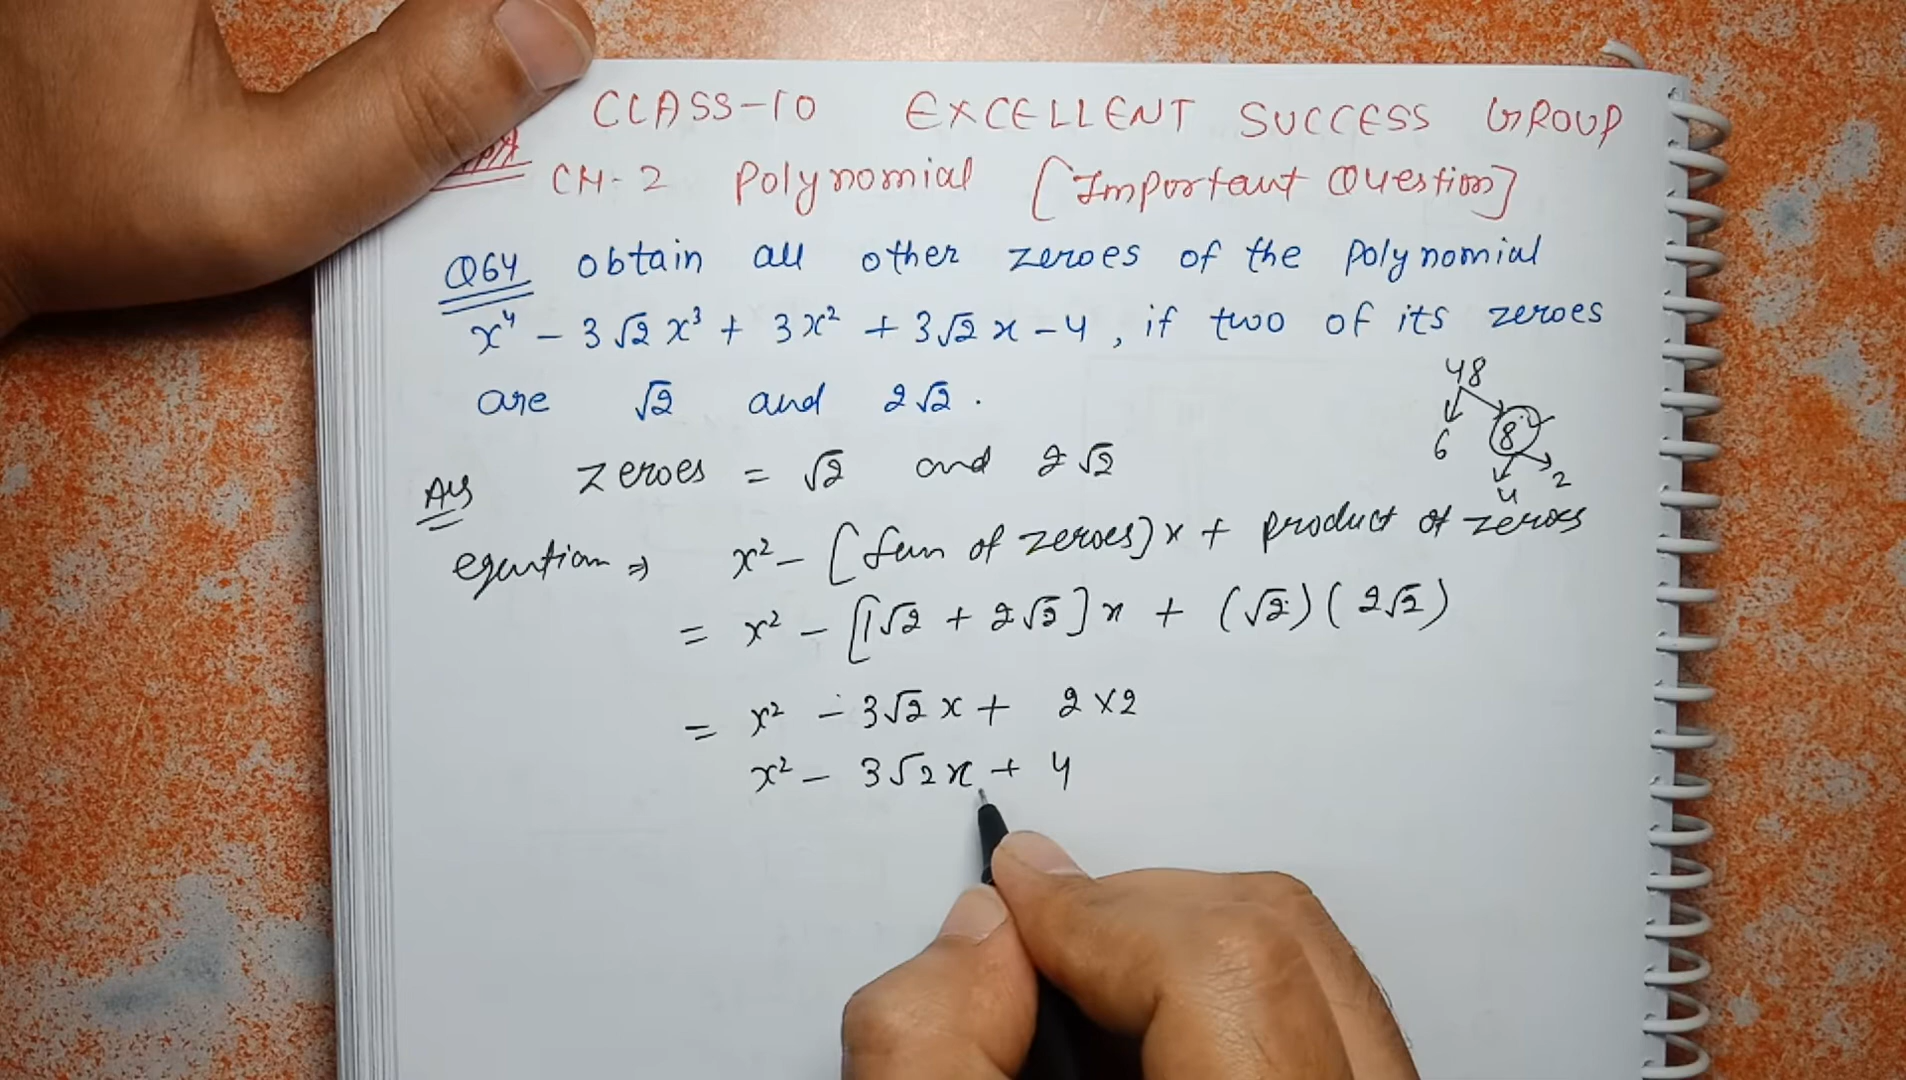 CLASS-10 EXCELLENT SUCCESS GROUP
CH-2 Polynomial [Important Question]
Q64 obtain all other zeroes of the polynomial
x⁴ - 3√2 x³ + 3x² + 3√2 x - 4, if two of its zeroes
are √2 and 2√2.
48
6 8
4 2
Ans zeroes = √2 and 2√2
equation ⇒ x² - [sum of zeroes] x + product of zeroes
= x² - [1√2 + 2√2] x + (√2)(2√2)
= x² - 3√2 x + 2×2
x² - 3√2 x + 4